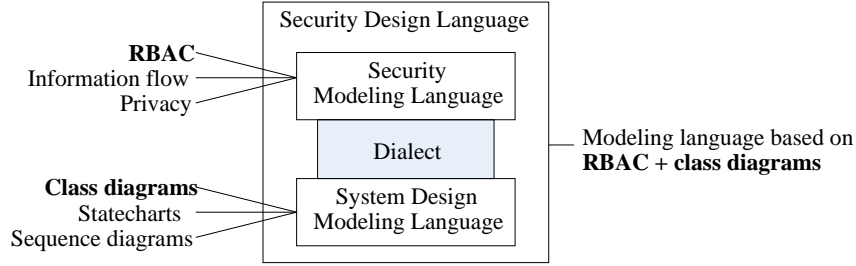 Security Design Language
RBAC
Information flow
Privacy
Security
Modeling Language
Dialect
Modeling language based on
RBAC + class diagrams
Class diagrams
Statecharts
Sequence diagrams
System Design
Modeling Language